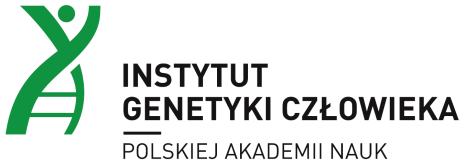 INSTYTUT
GENETYKI CZŁOWIEKA
POLSKIEJ AKADEMII NAUK